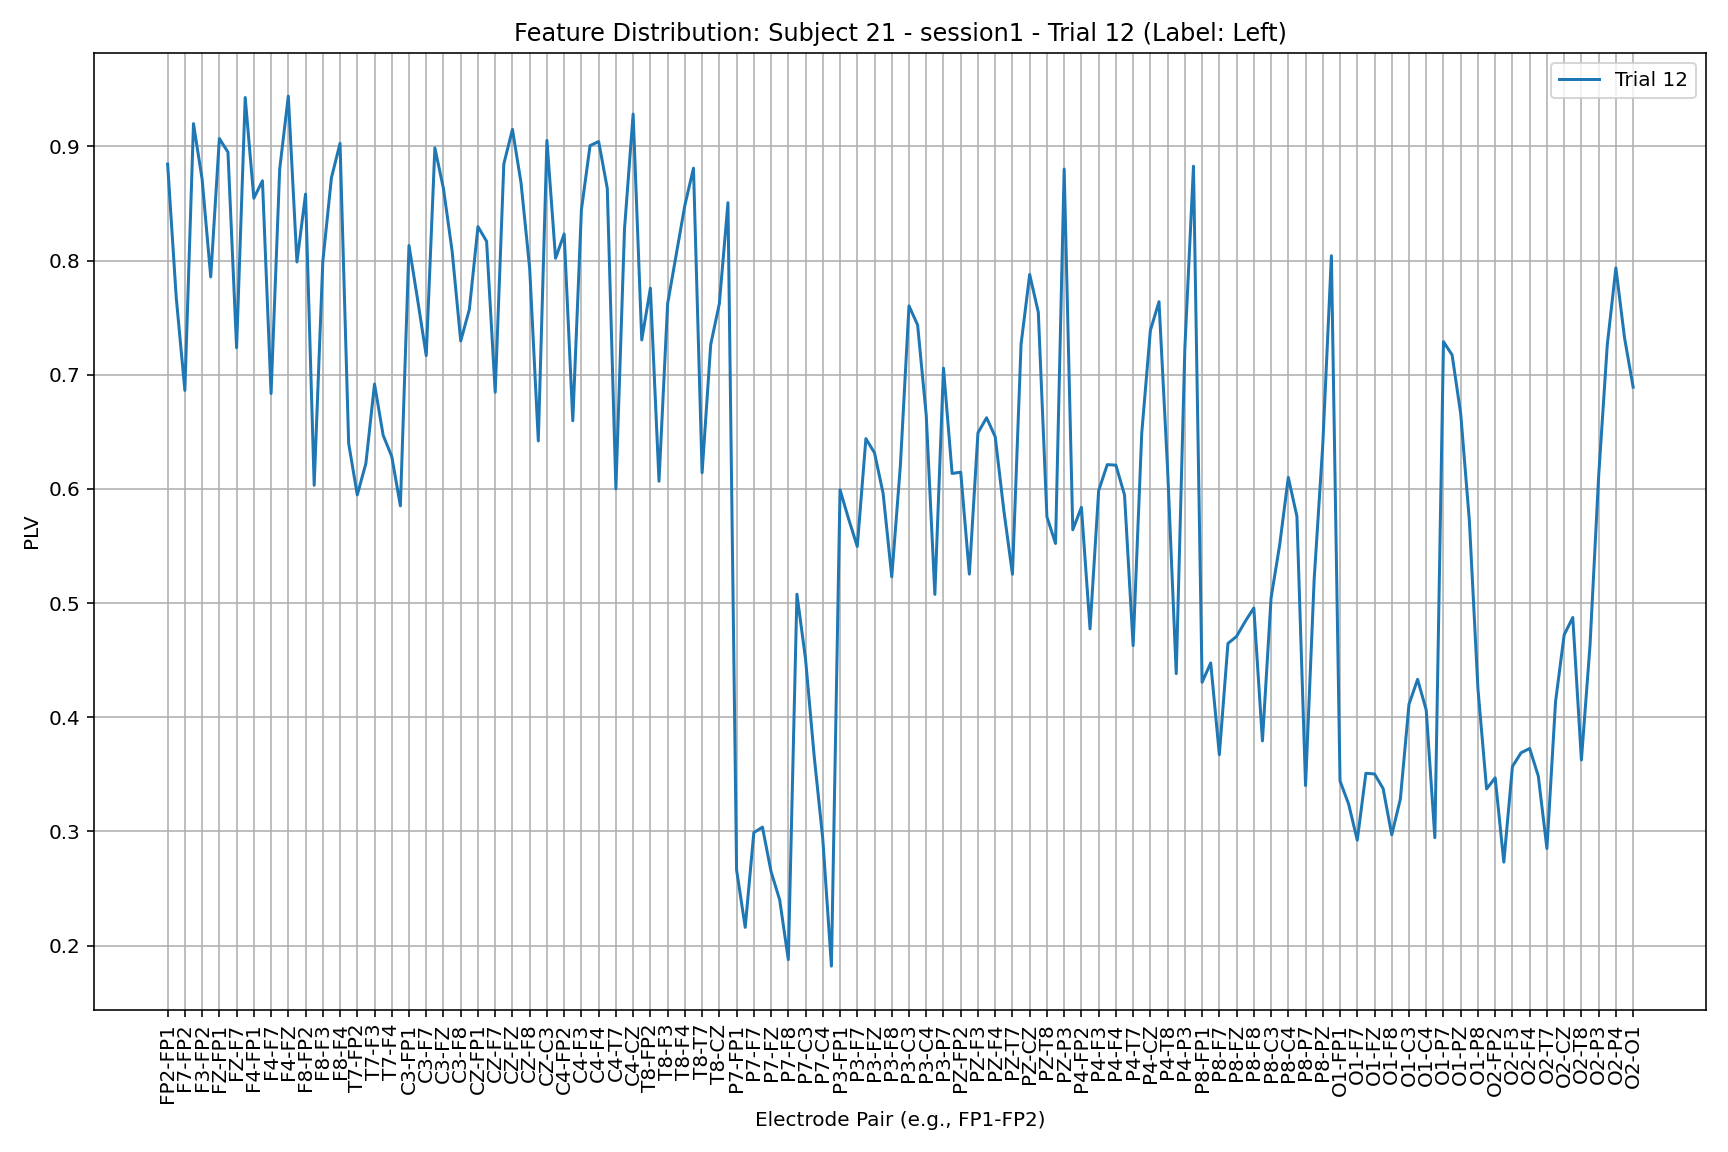 Feature Distribution: Subject 21 - session1 - Trial 12 (Label: Left)
Trial 12
PLV
0.9
0.8
0.7
0.6
0.5
0.4
0.3
0.2
FP2-FP1
F7-FP2
F3-FP2
FZ-FP1
FZ-F7
F4-FP1
F4-F7
F4-FZ
F8-FP2
F8-F3
F8-F4
T7-FP2
T7-F3
T7-F4
C3-FP1
C3-F7
C3-FZ
C3-F8
CZ-FP1
CZ-F7
CZ-FZ
CZ-F8
CZ-C3
C4-FP2
C4-F3
C4-F4
C4-T7
C4-CZ
T8-FP2
T8-F3
T8-F4
T8-T7
T8-CZ
P7-FP1
P7-F7
P7-FZ
P7-F8
P7-C3
P7-C4
P3-FP1
P3-F7
P3-FZ
P3-F8
P3-C3
P3-C4
P3-P7
PZ-FP2
PZ-F3
PZ-F4
PZ-T7
PZ-CZ
PZ-T8
PZ-P3
P4-FP2
P4-F3
P4-F4
P4-T7
P4-CZ
P4-T8
P4-P3
P8-FP1
P8-F7
P8-FZ
P8-F8
P8-C3
P8-C4
P8-P7
P8-PZ
O1-FP1
O1-F7
O1-FZ
O1-F8
O1-C3
O1-C4
O1-P7
O1-PZ
O1-P8
O2-FP2
O2-F3
O2-F4
O2-T7
O2-CZ
O2-T8
O2-P3
O2-P4
O2-O1
Electrode Pair (e.g., FP1-FP2)